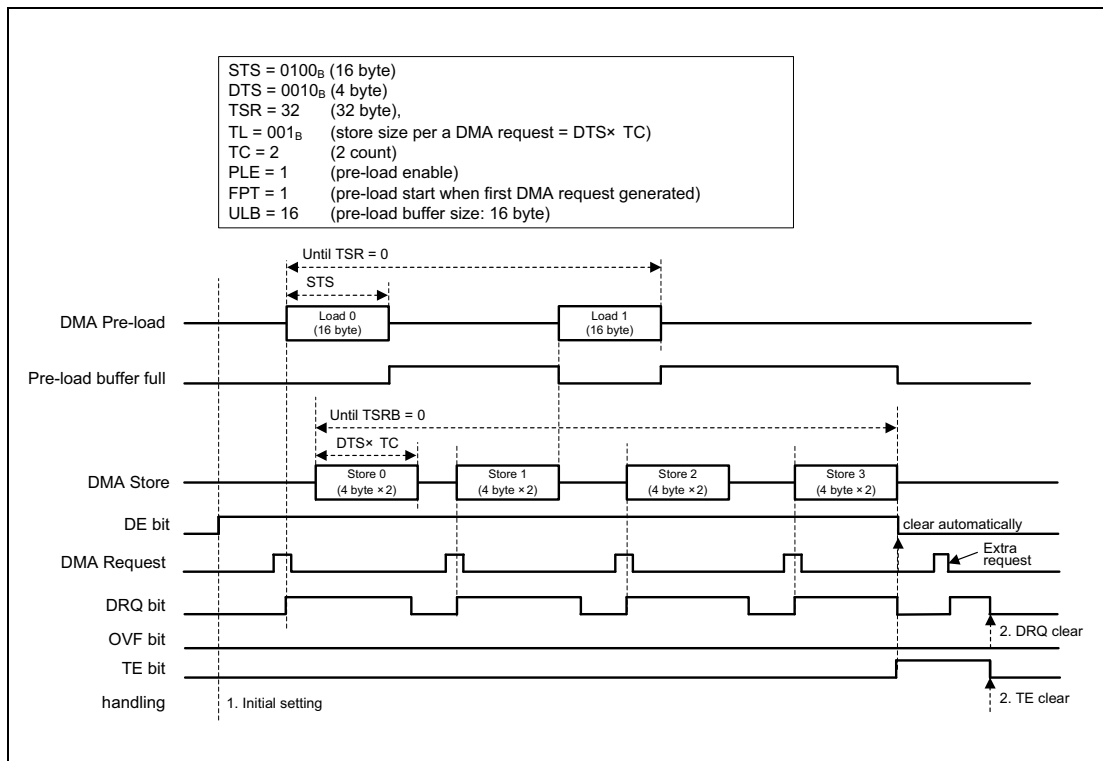 STS = 0100B (16 byte)
DTS = 0010B (4 byte)
TSR = 32 (32 byte),
TL = 001B (store size per a DMA request = DTS× TC)
TC = 2 (2 count)
PLE = 1 (pre-load enable)
FPT = 1 (pre-load start when first DMA request generated)
ULB = 16 (pre-load buffer size: 16 byte)
Until TSR = 0
STS
DMA Pre-load
Load 0
(16 byte)
Load 1
(16 byte)
Pre-load buffer full
Until TSRB = 0
DTS× TC
DMA Store
Store 0
(4 byte ×2)
Store 1
(4 byte ×2)
Store 2
(4 byte ×2)
Store 3
(4 byte ×2)
DE bit
clear automatically
DMA Request
Extra
request
DRQ bit
2. DRQ clear
OVF bit
TE bit
handling
1. Initial setting
2. TE clear